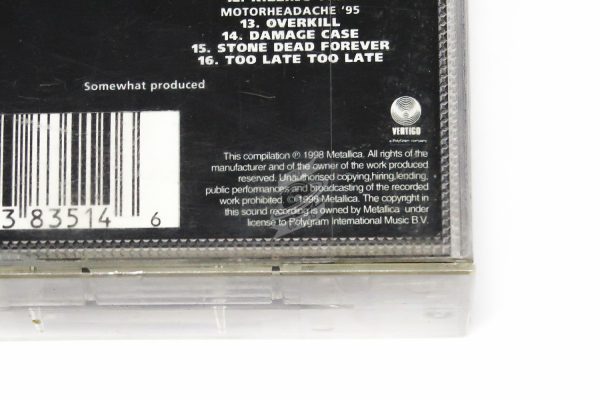 MOTORHEADACHE '95
13. OVERKILL
14. DAMAGE CASE
15. STONE DEAD FOREVER
16. TOO LATE TOO LATE
Somewhat produced
VERTIGO
a PolyGram company
This compilation ℗ 1998 Metallica. All rights of the
manufacturer and of the owner of the work produced
reserved. Unauthorised copying,hiring,lending,
public performances and broadcasting of the recorded
work prohibited. ©1998 Metallica. The copyright in
this sound recording is owned by Metallica under
license to Polygram International Music B.V.
383514 6